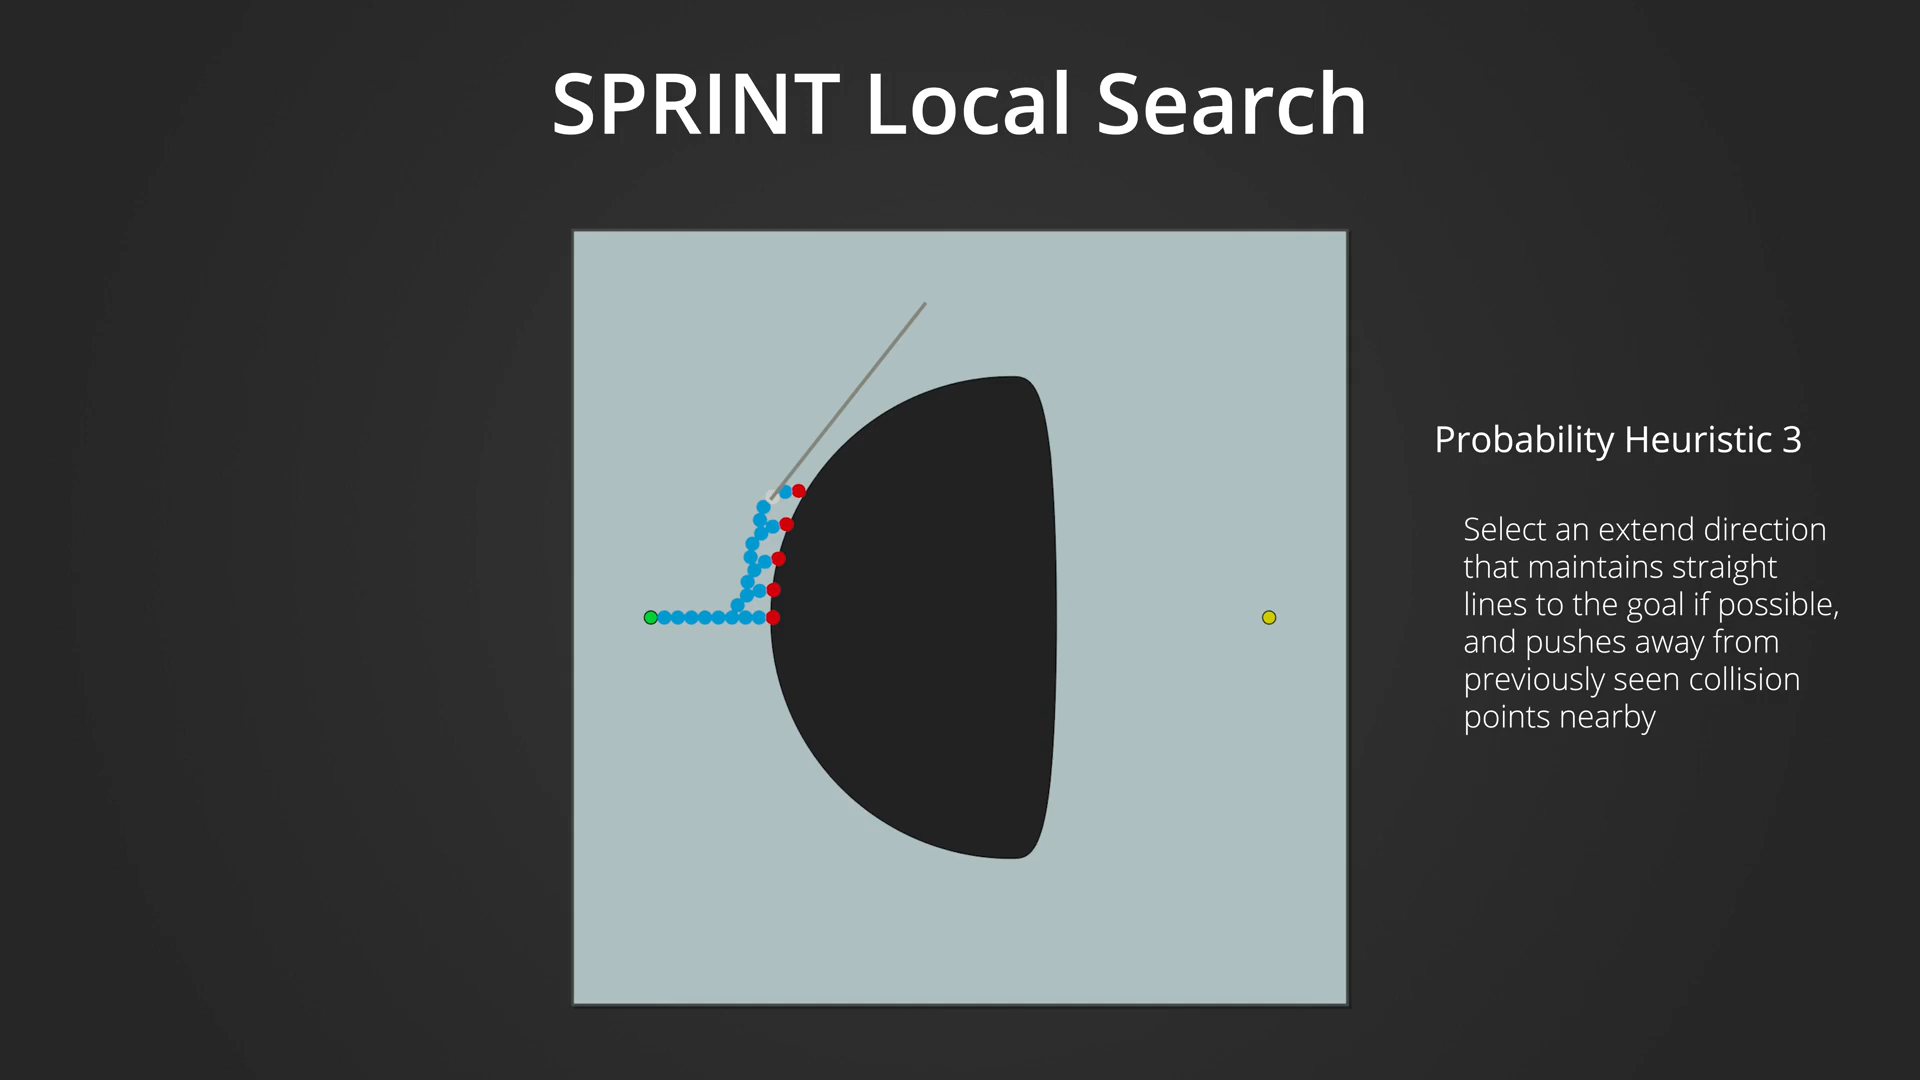 SPRINT Local Search
Probability Heuristic 3
Select an extend direction
that maintains straight
lines to the goal if possible,
and pushes away from
previously seen collision
points nearby